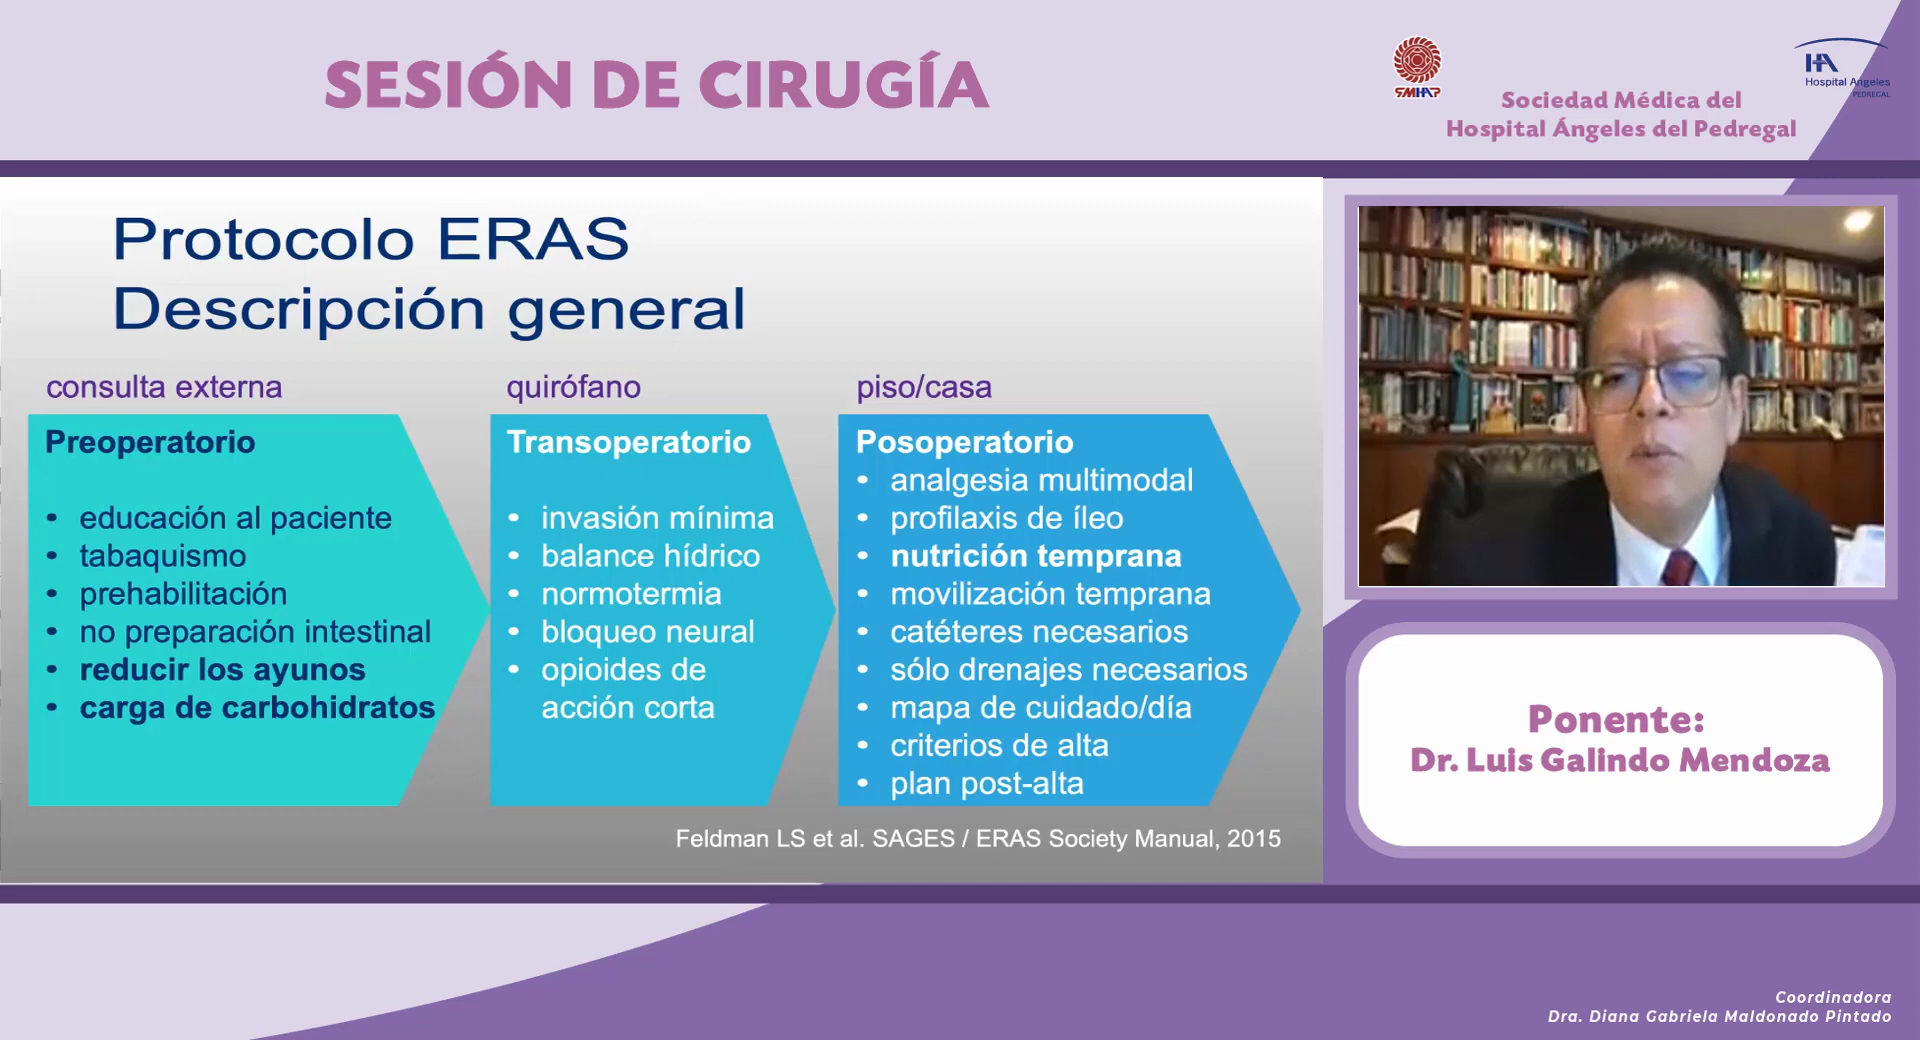 SESIÓN DE CIRUGÍA
SMHAP
Sociedad Médica del
Hospital Ángeles del Pedregal
HA
Hospital Angeles
PEDREGAL
Protocolo ERAS
Descripción general
consulta externa
Preoperatorio
• educación al paciente
• tabaquismo
• prehabilitación
• no preparación intestinal
• reducir los ayunos
• carga de carbohidratos
quirófano
Transoperatorio
• invasión mínima
• balance hídrico
• normotermia
• bloqueo neural
• opioides de
acción corta
piso/casa
Posoperatorio
• analgesia multimodal
• profilaxis de íleo
• nutrición temprana
• movilización temprana
• catéteres necesarios
• sólo drenajes necesarios
• mapa de cuidado/día
• criterios de alta
• plan post-alta
Feldman LS et al. SAGES / ERAS Society Manual, 2015
Ponente:
Dr. Luis Galindo Mendoza
Coordinadora
Dra. Diana Gabriela Maldonado Pintado